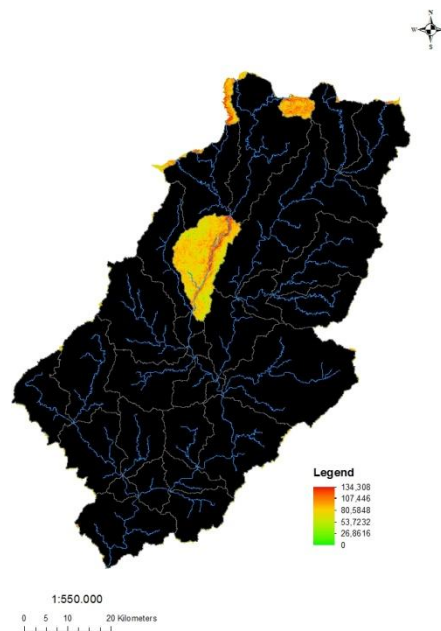 N
W E
S
Legend
134,308
107,446
80,5848
53,7232
26,8616
0
1:550.000
0 5 10 20 Kilometers